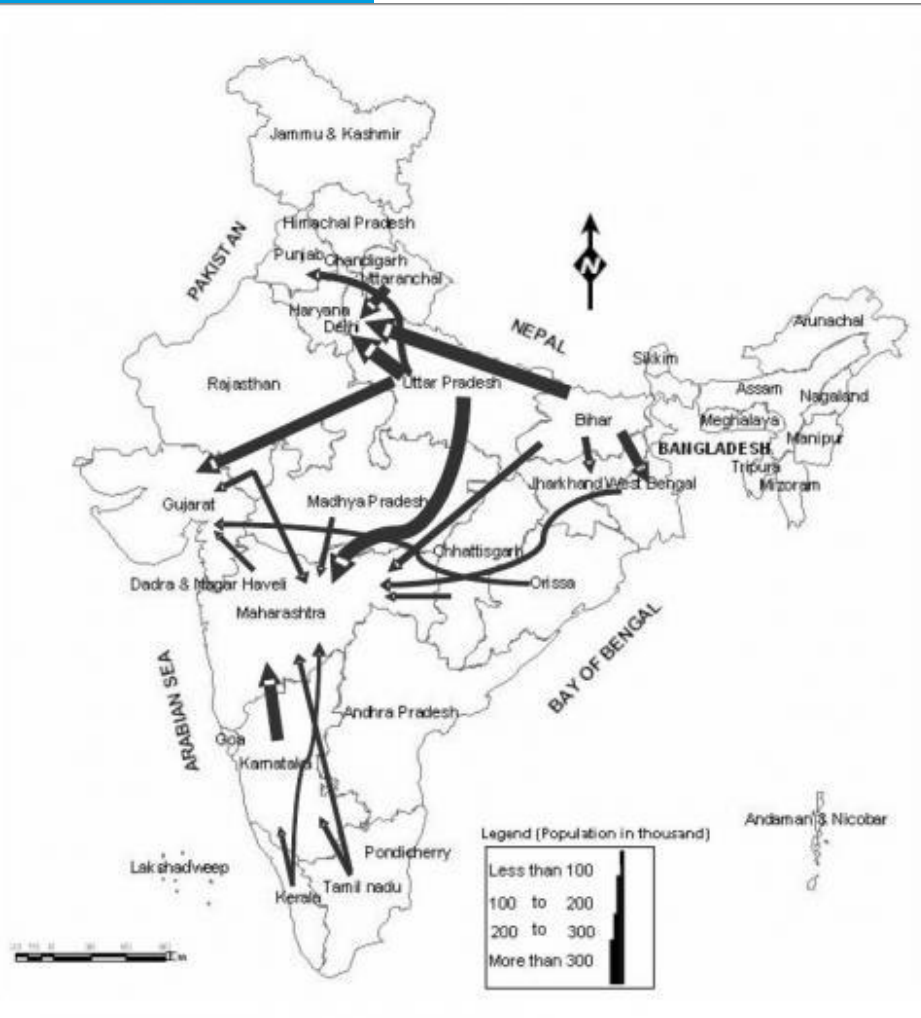 Jammu & Kashmir
Himachal Pradesh
PAKISTAN
Punjab
Chandigarh
Uttaranchal
N
Haryana
Delhi
NEPAL
Arunachal
Sikkim
Rajasthan
Uttar Pradesh
Assam
Nagaland
Bihar
Meghalaya
Manipur
BANGLADESH
Tripura
Mizoram
Jharkhand
West Bengal
Gujarat
Madhya Pradesh
Chhattisgarh
Dadra & Nagar Haveli
Orissa
Maharashtra
BAY OF BENGAL
ARABIAN SEA
Andhra Pradesh
Goa
Karnataka
Andaman & Nicobar
Legend (Population in thousand)
Pondicherry
Lakshadweep
Less than 100
Tamil nadu
Kerala
100 to 200
200 to 300
More than 300